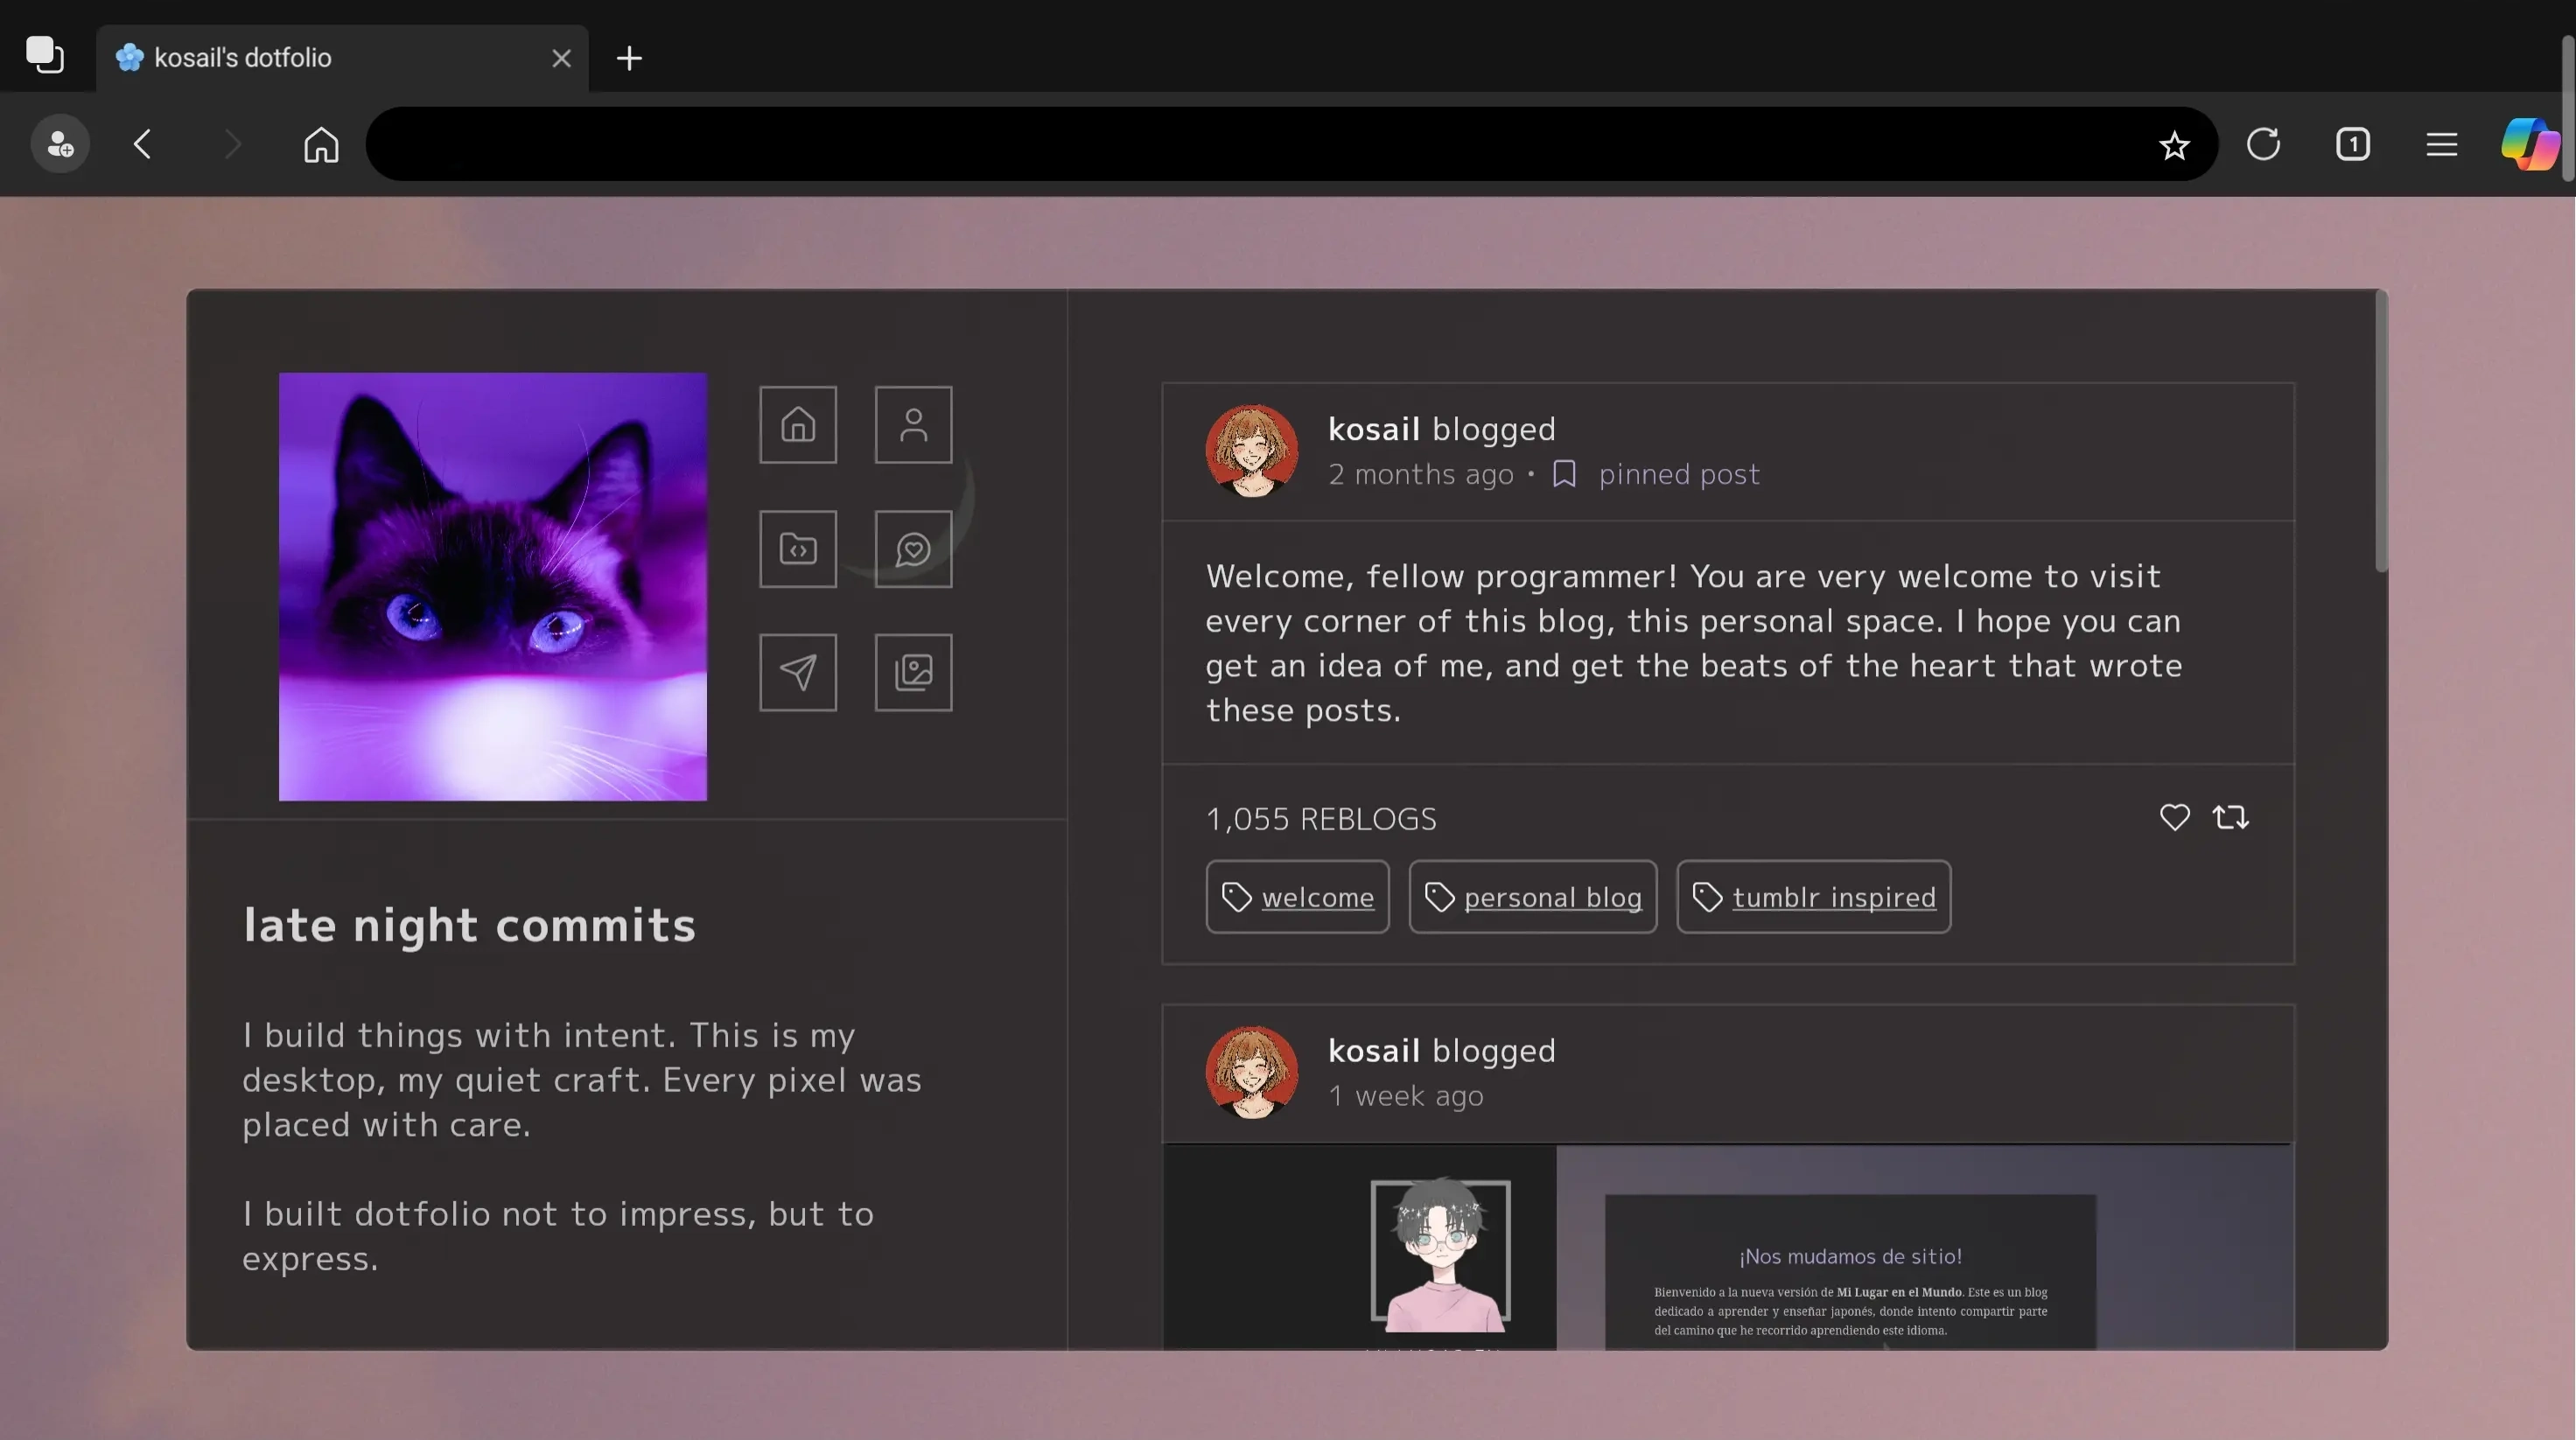 kosail's dotfolio
1
kosail blogged
2 months ago • pinned post
Welcome, fellow programmer! You are very welcome to visit
every corner of this blog, this personal space. I hope you can
get an idea of me, and get the beats of the heart that wrote
these posts.
1,055 REBLOGS
welcome
personal blog
tumblr inspired
late night commits
I build things with intent. This is my
desktop, my quiet craft. Every pixel was
placed with care.
I built dotfolio not to impress, but to
express.
kosail blogged
1 week ago
¡Nos mudamos de sitio!
Bienvenido a la nueva versión de Mi Lugar en el Mundo. Este es un blog
dedicado a aprender y enseñar japonés, donde intento compartir parte
del camino que he recorrido aprendiendo este idioma.